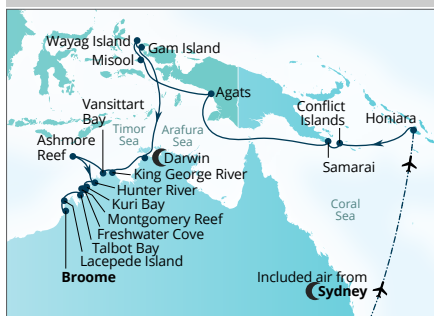 Wayag Island
Gam Island
Misool
Agats
Vansittart
Bay
Conflict
Islands
Honiara
Ashmore
Reef
Timor
Sea
Arafura
Sea
Darwin
Samarai
King George River
Hunter River
Kuri Bay
Montgomery Reef
Freshwater Cove
Talbot Bay
Lacepede Island
Broome
Coral
Sea
Included air from
Sydney